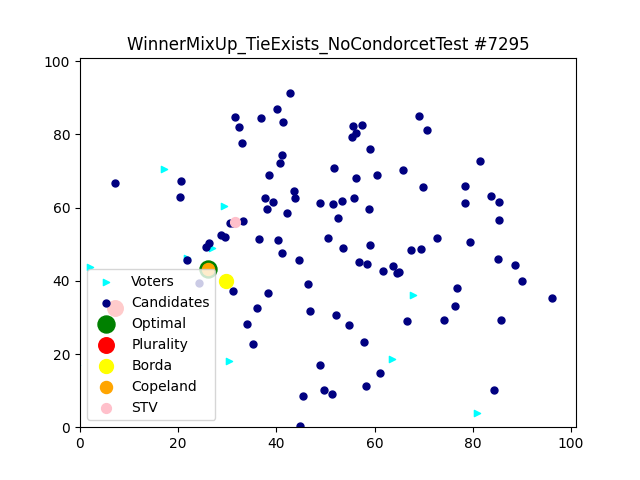 WinnerMixUp_TieExists_NoCondorcetTest #7295
100
80
60
40
20
0
Voters
Candidates
Optimal
Plurality
Borda
Copeland
STV
0 20 40 60 80 100